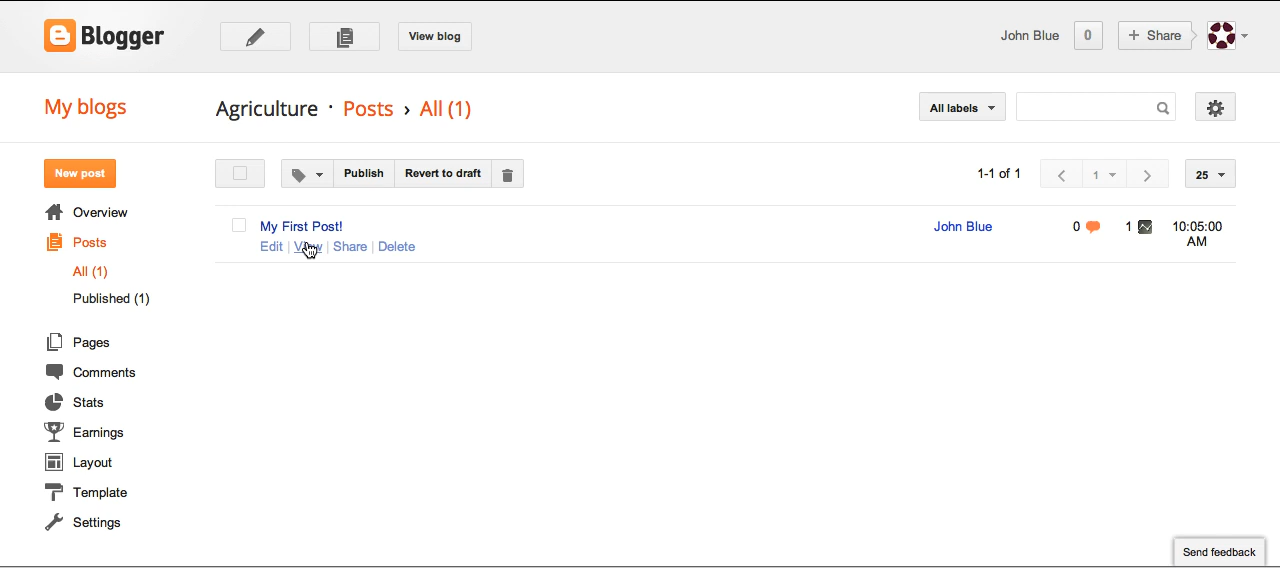 Blogger
View blog
John Blue
0
+ Share
My blogs
Agriculture · Posts › All (1)
All labels
New post
Publish
Revert to draft
1-1 of 1
1
25
Overview
My First Post!
John Blue
0
1
10:05:00 AM
Edit | View | Share | Delete
Posts
All (1)
Published (1)
Pages
Comments
Stats
Earnings
Layout
Template
Settings
Send feedback